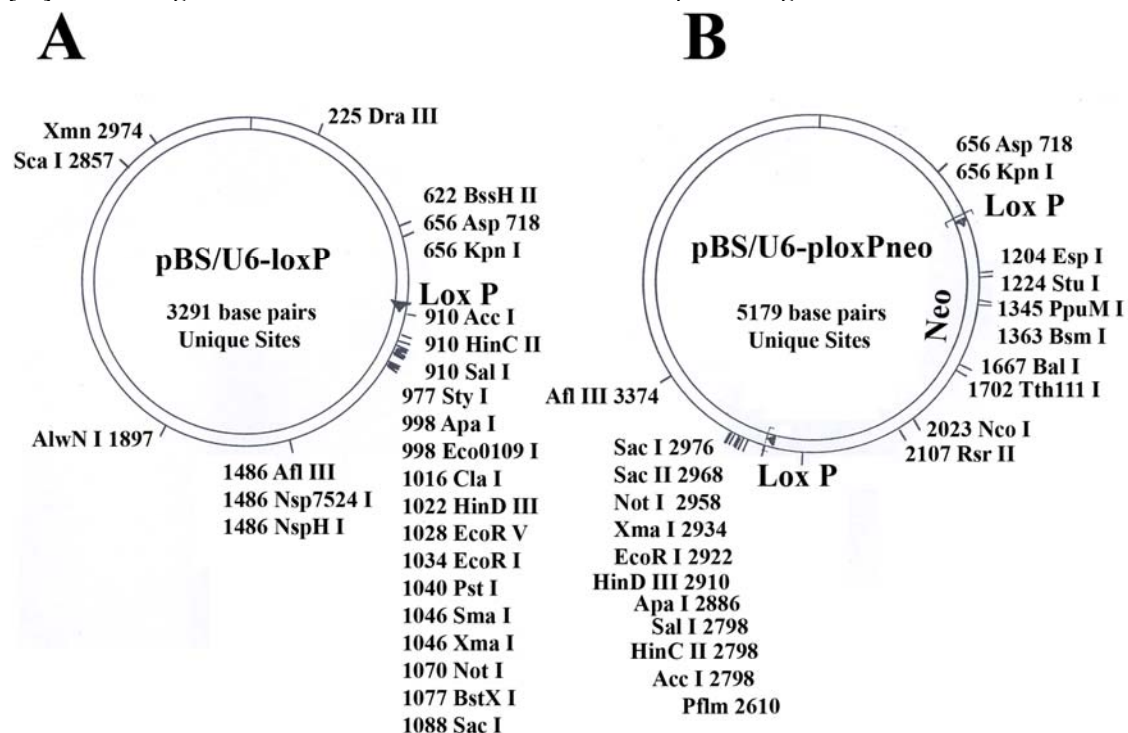 A
Xmn 2974
Sca I 2857
225 Dra III
622 BssH II
656 Asp 718
656 Kpn I
pBS/U6-loxP
3291 base pairs
Unique Sites
Lox P
910 Acc I
910 HinC II
910 Sal I
977 Sty I
998 Apa I
998 Eco0109 I
1016 Cla I
1022 HinD III
1028 EcoR V
1034 EcoR I
1040 Pst I
1046 Sma I
1046 Xma I
1070 Not I
1077 BstX I
1088 Sac I
AlwN I 1897
1486 Afl III
1486 Nsp7524 I
1486 NspH I
B
656 Asp 718
656 Kpn I
Lox P
pBS/U6-ploxPneo
5179 base pairs
Unique Sites
Neo
1204 Esp I
1224 Stu I
1345 PpuM I
1363 Bsm I
1667 Bal I
1702 Tth111 I
2023 Nco I
2107 Rsr II
Afl III 3374
Lox P
Sac I 2976
Sac II 2968
Not I 2958
Xma I 2934
EcoR I 2922
HinD III 2910
Apa I 2886
Sal I 2798
HinC II 2798
Acc I 2798
Pflm 2610